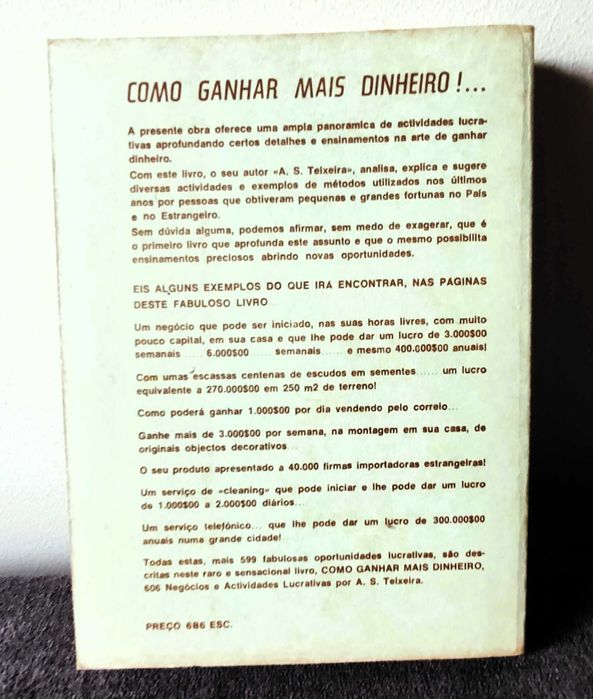 COMO GANHAR MAIS DINHEIRO!...
A presente obra oferece uma ampla panoramica de actividades lucra-
tivas aprofundando certos detalhes e ensinamentos na arte de ganhar
dinheiro.
Com este livro, o seu autor «A. S. Teixeira», analisa, explica e sugere
diversas actividades e exemplos de métodos utilizados nos últimos
anos por pessoas que obtiveram pequenas e grandes fortunas no País
e no Estrangeiro.
Sem dúvida alguma, podemos afirmar, sem medo de exagerar, que é
o primeiro livro que aprofunda este assunto e que o mesmo possibilita
ensinamentos preciosos abrindo novas oportunidades.
EIS ALGUNS EXEMPLOS DO QUE IRÁ ENCONTRAR, NAS PÁGINAS
DESTE FABULOSO LIVRO...
Um negócio que pode ser iniciado, nas suas horas livres, com muito
pouco capital, em sua casa e que lhe pode dar um lucro de 3.000$00
semanais ...... 6.000$00 ...... semanais ...... e mesmo 400.000$00 anuais!
Com umas escassas centenas de escudos em sementes...... um lucro
equivalente a 270.000$00 em 250 m2 de terreno!
Como poderá ganhar 1.000$00 por dia vendendo pelo correio...
Ganhe mais de 3.000$00 por semana, na montagem em sua casa, de
originais objectos decorativos...
O seu produto apresentado a 40.000 firmas importadoras estrangeiras!
Um serviço de «cleaning» que pode iniciar e lhe pode dar um lucro
de 1.000$00 a 2.000$00 diários...
Um serviço telefónico... que lhe pode dar um lucro de 300.000$00
anuais numa grande cidade!
Todas estas, mais 599 fabulosas oportunidades lucrativas, são des-
critas neste raro e sensacional livro, COMO GANHAR MAIS DINHEIRO,
606 Negócios e Actividades Lucrativas por A. S. Teixeira.
PREÇO 686 ESC.